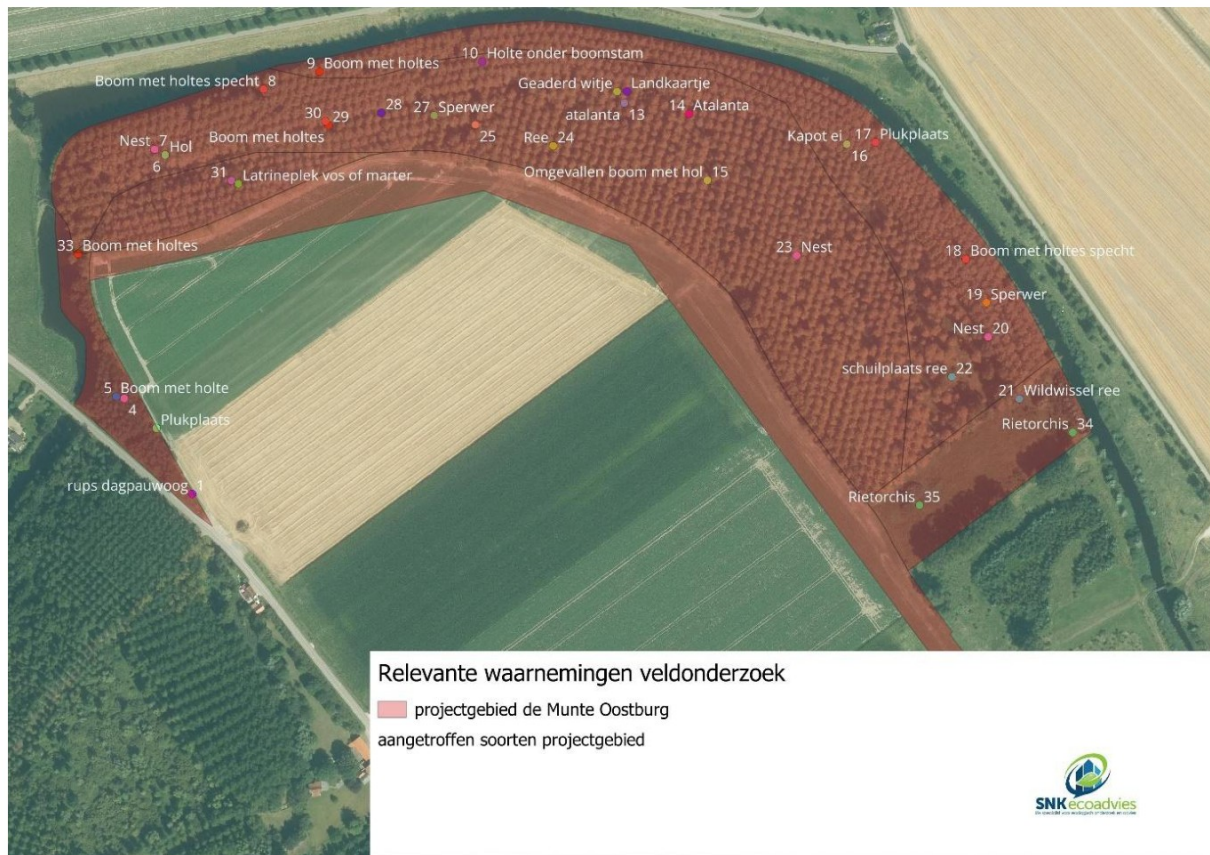 10 Holte onder boomstam
9 Boom met holtes
Boom met holtes specht 8
Geaderd witje Landkaartje
atalanta 13
14 Atalanta
28
27 Sperwer
30
29
25
Boom met holtes
Ree 24
Kapot ei
17 Plukplaats
16
Nest 7
Hol
6
31 Latrineplek vos of marter
Omgevallen boom met hol 15
33 Boom met holtes
23 Nest
18 Boom met holtes specht
19 Sperwer
Nest 20
schuilplaats ree 22
5 Boom met holte
4
21 Wildwissel ree
Plukplaats
Rietorchis 34
rups dagpauwoog 1
Rietorchis 35
Relevante waarnemingen veldonderzoek
projectgebied de Munte Oostburg
aangetroffen soorten projectgebied
SNK ecoadvies